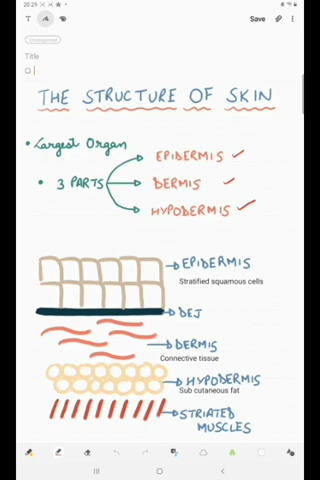 20:29
Save
Uncategorised
Title
THE STRUCTURE OF SKIN
• Largest Organ
• 3 PARTS
EPIDERMIS ✓
DERMIS ✓
HYPODERMIS ✓
EPIDERMIS
Stratified squamous cells
DEJ
DERMIS
Connective tissue
HYPODERMIS
Sub cutaneous fat
STRIATED
MUSCLES